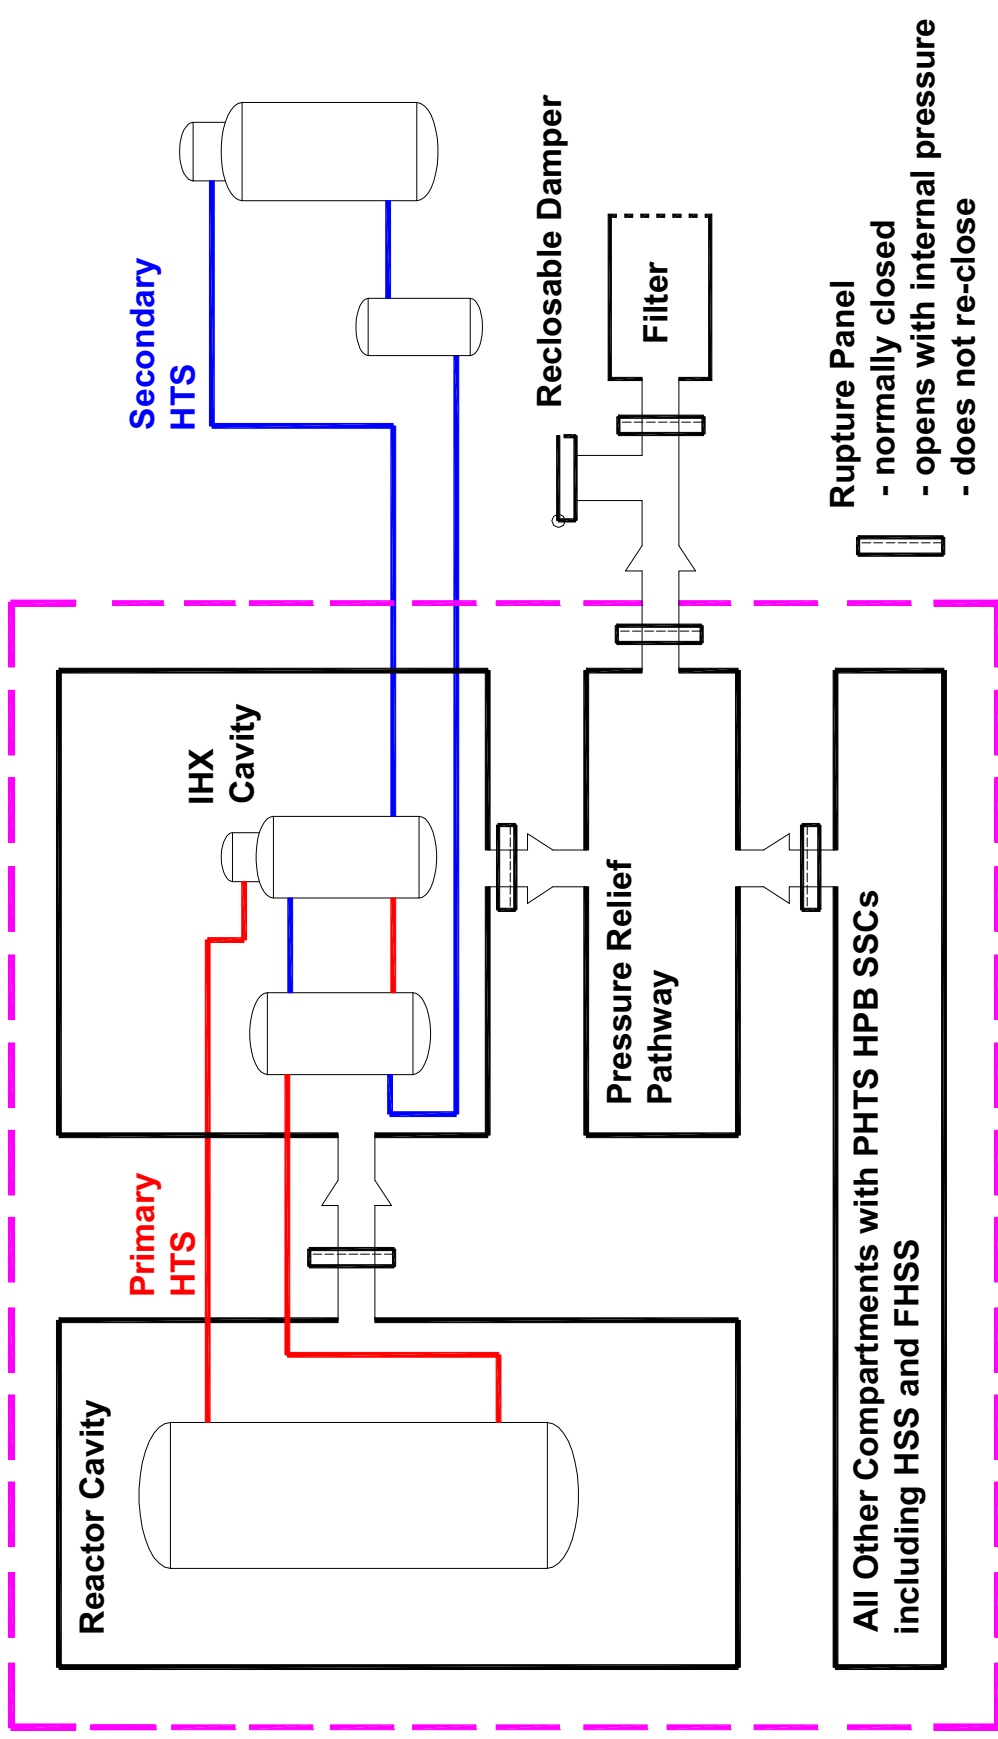 Reactor Cavity
Primary
HTS
Secondary
HTS
IHX
Cavity
Reclosable Damper
Filter
Pressure Relief
Pathway
Rupture Panel
- normally closed
- opens with internal pressure
- does not re-close
All Other Compartments with PHTS HPB SSCs
including HSS and FHSS